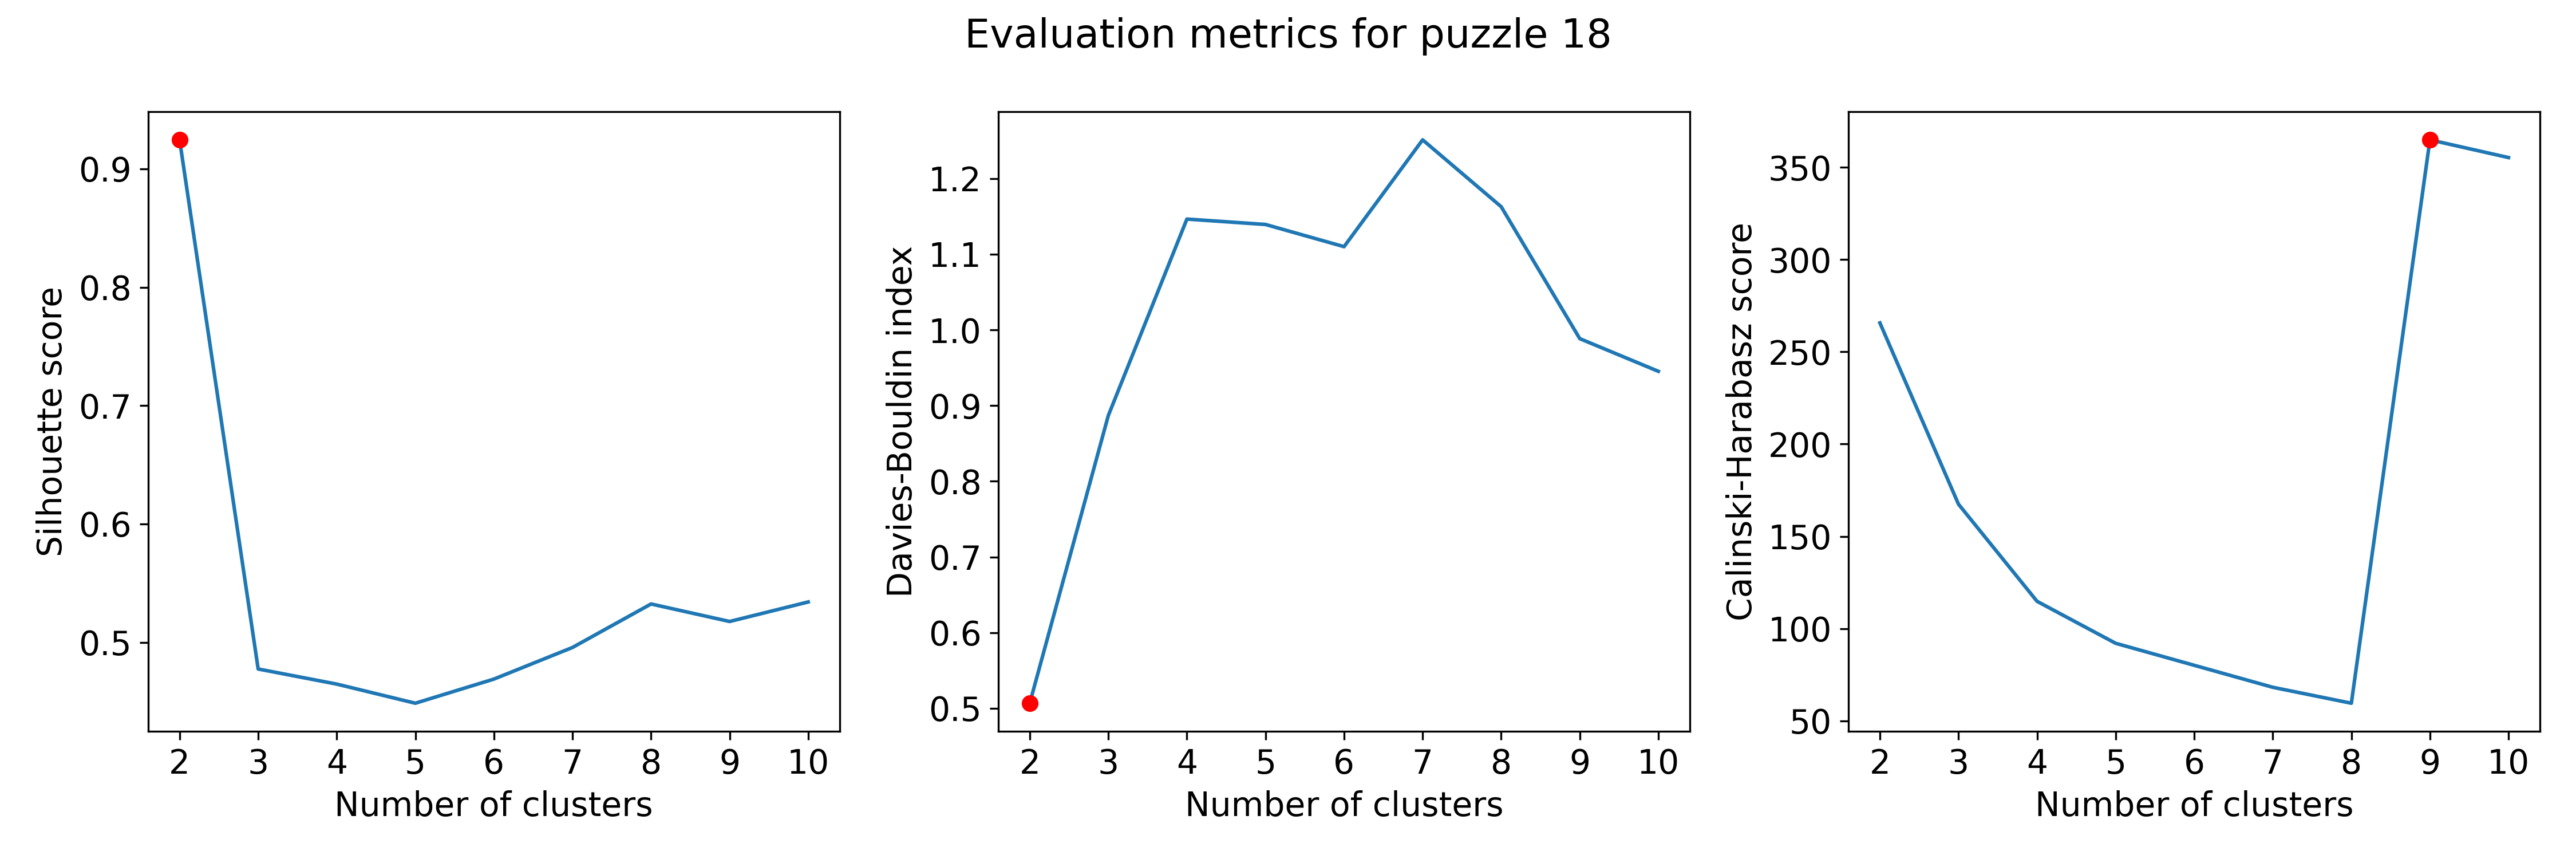 Evaluation metrics for puzzle 18
Silhouette score
0.9
0.8
0.7
0.6
0.5
2 3 4 5 6 7 8 9 10
Number of clusters
Davies-Bouldin index
1.2
1.1
1.0
0.9
0.8
0.7
0.6
0.5
2 3 4 5 6 7 8 9 10
Number of clusters
Calinski-Harabasz score
350
300
250
200
150
100
50
2 3 4 5 6 7 8 9 10
Number of clusters